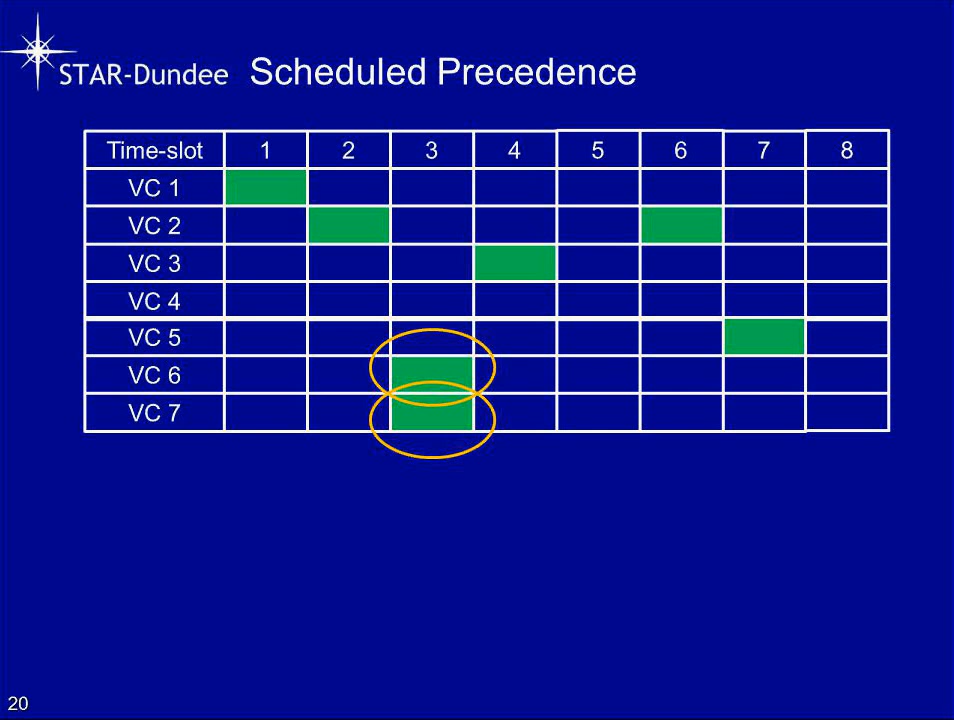 STAR-Dundee Scheduled Precedence
Time-slot 1 2 3 4 5 6 7 8
VC 1
VC 2
VC 3
VC 4
VC 5
VC 6
VC 7
20